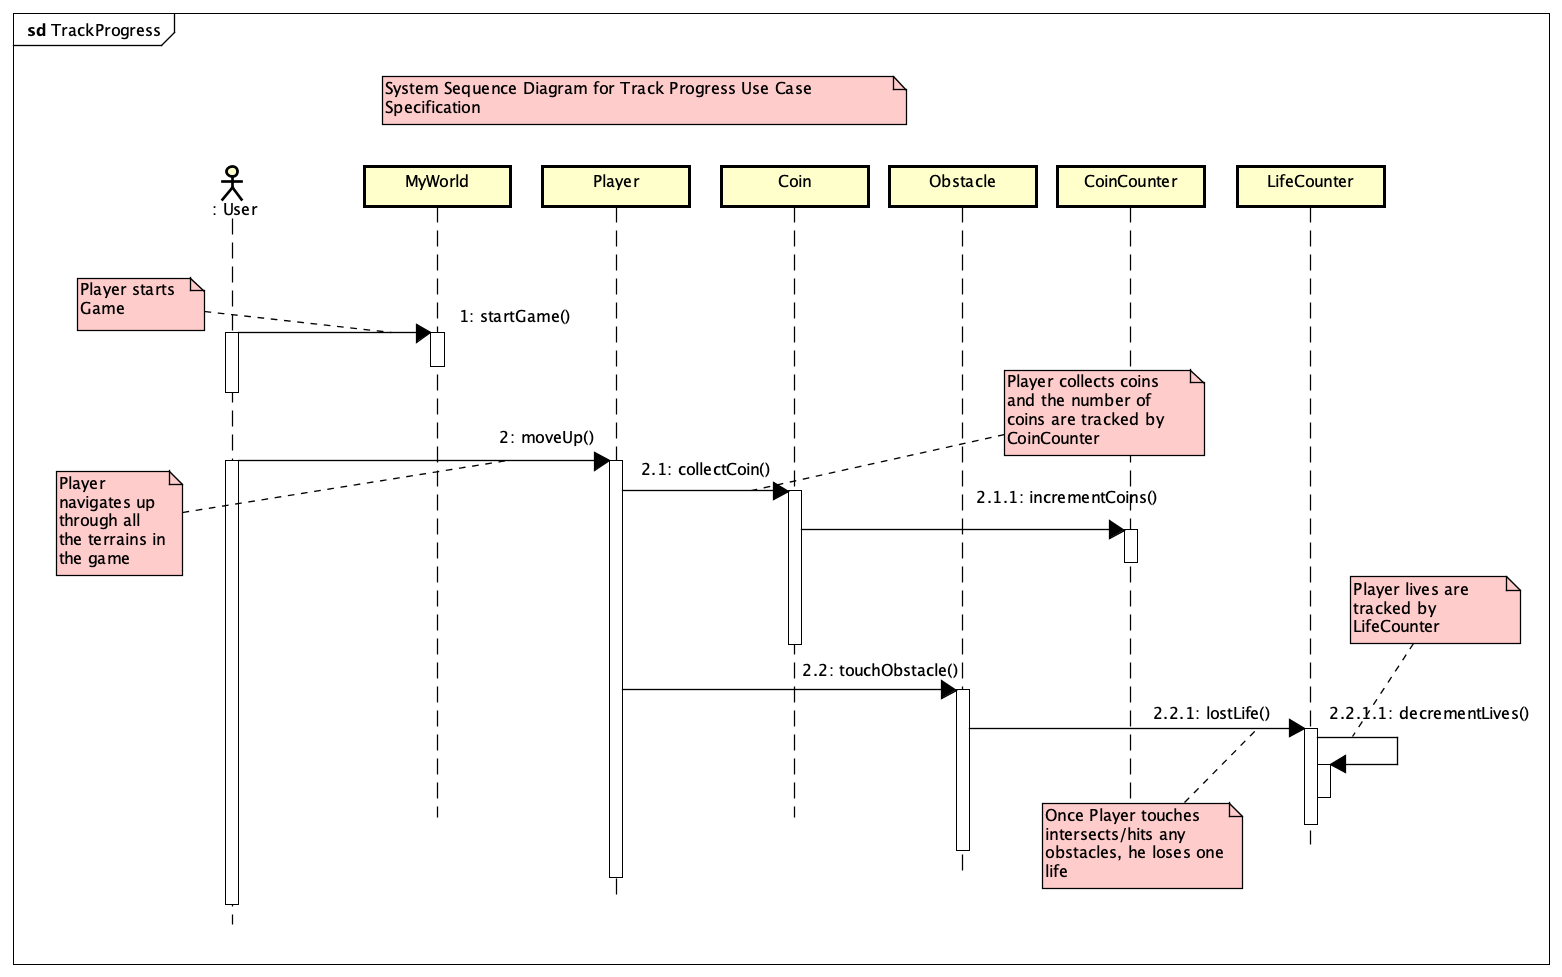 sd TrackProgress
System Sequence Diagram for Track Progress Use Case
Specification
: User
MyWorld
Player
Coin
Obstacle
CoinCounter
LifeCounter
Player starts
Game
1: startGame()
Player collects coins
and the number of
coins are tracked by
CoinCounter
2: moveUp()
2.1: collectCoin()
Player
navigates up
through all
the terrains in
the game
2.1.1: incrementCoins()
Player lives are
tracked by
LifeCounter
2.2: touchObstacle()
2.2.1: lostLife()
2.2.1.1: decrementLives()
Once Player touches
intersects/hits any
obstacles, he loses one
life